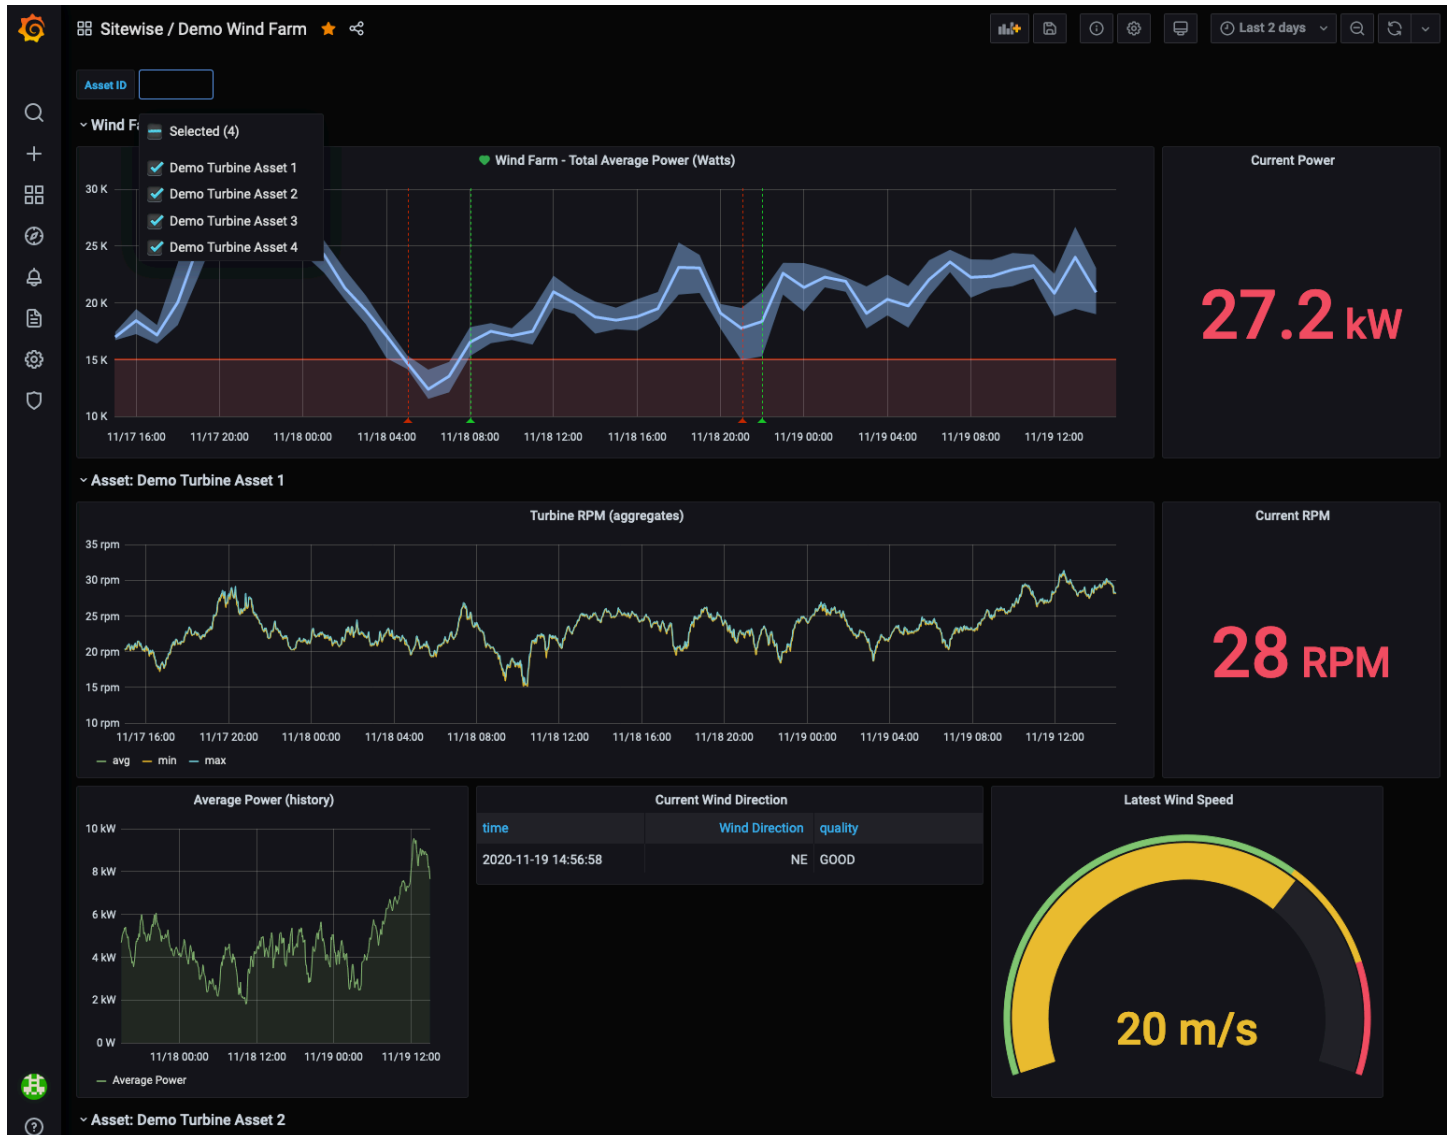 Sitewise / Demo Wind Farm
Last 2 days
Asset ID
Wind Fa
Selected (4)
Demo Turbine Asset 1
Demo Turbine Asset 2
Demo Turbine Asset 3
Demo Turbine Asset 4
Wind Farm - Total Average Power (Watts)
30 K
25 K
20 K
15 K
10 K
11/17 16:00 11/17 20:00 11/18 00:00 11/18 04:00 11/18 08:00 11/18 12:00 11/18 16:00 11/18 20:00 11/19 00:00 11/19 04:00 11/19 08:00 11/19 12:00
Current Power
27.2 kW
Asset: Demo Turbine Asset 1
Turbine RPM (aggregates)
35 rpm
30 rpm
25 rpm
20 rpm
15 rpm
10 rpm
11/17 16:00 11/17 20:00 11/18 00:00 11/18 04:00 11/18 08:00 11/18 12:00 11/18 16:00 11/18 20:00 11/19 00:00 11/19 04:00 11/19 08:00 11/19 12:00
avg min max
Current RPM
28 RPM
Average Power (history)
10 kW
8 kW
6 kW
4 kW
2 kW
0 W
11/18 00:00 11/18 12:00 11/19 00:00 11/19 12:00
Average Power
Current Wind Direction
time Wind Direction quality
2020-11-19 14:56:58 NE GOOD
Latest Wind Speed
20 m/s
Asset: Demo Turbine Asset 2